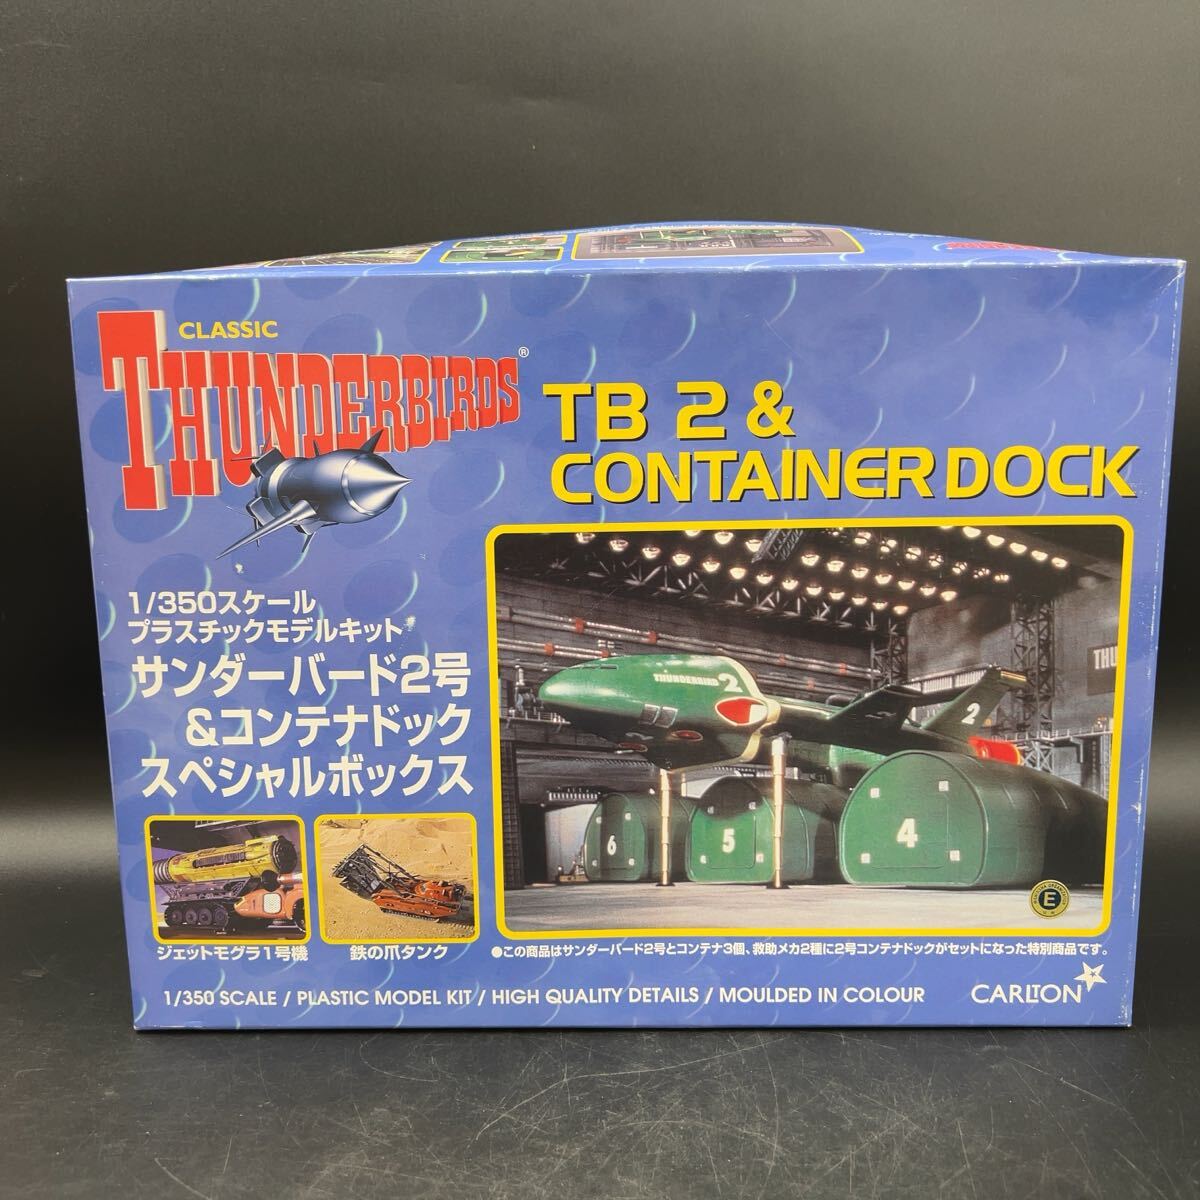 CLASSIC
THUNDERBIRDS®
TB 2 &
CONTAINER DOCK
1/350スケール
プラスチックモデルキット
サンダーバード2号
&コンテナドック
スペシャルボックス
THUNDERBIRD 2
2
THU
6
5
4
E
ジェットモグラ1号機
鉄の爪タンク
●この商品はサンダーバード2号とコンテナ3個、救助メカ2種に2号コンテナドックがセットになった特別商品です。
1/350 SCALE / PLASTIC MODEL KIT / HIGH QUALITY DETAILS / MOULDED IN COLOUR
CARLTON